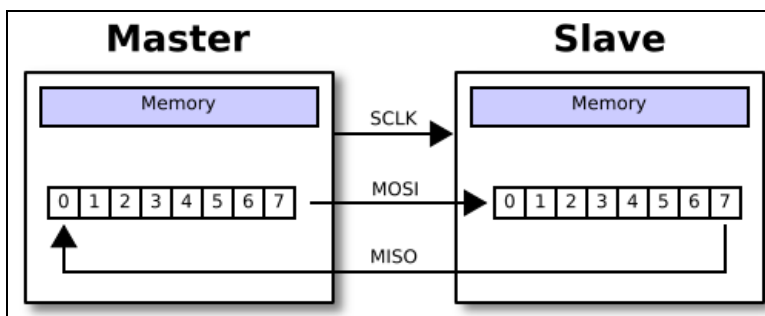 Master Slave
Memory SCLK Memory
0 1 2 3 4 5 6 7 MOSI 0 1 2 3 4 5 6 7
MISO